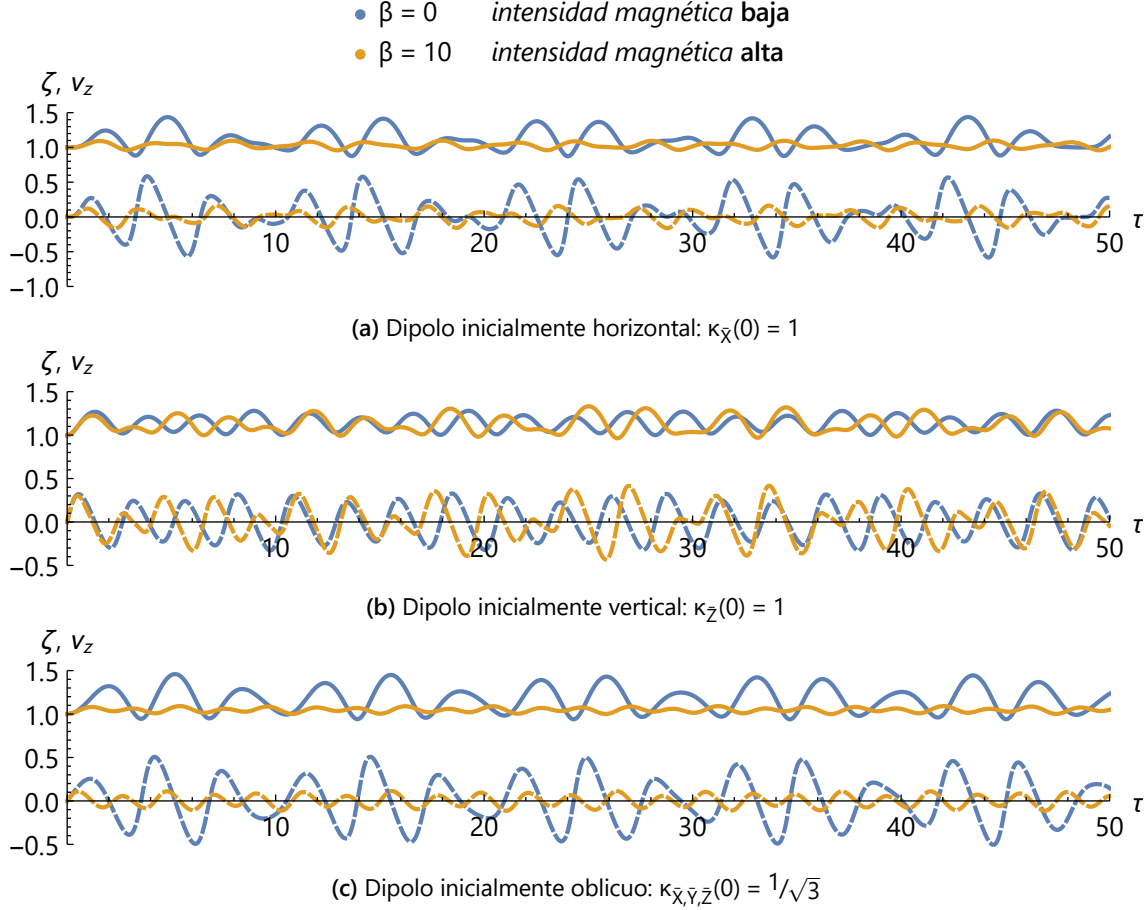 β = 0 intensidad magnética baja
β = 10 intensidad magnética alta
ζ, v_z
1.5
1.0
0.5
0.0
-0.5
-1.0
10 20 30 40 50 τ
(a) Dipolo inicialmente horizontal: κ_X̄(0) = 1
ζ, v_z
1.5
1.0
0.5
0.0
-0.5
10 20 30 40 50 τ
(b) Dipolo inicialmente vertical: κ_Z̄(0) = 1
ζ, v_z
1.5
1.0
0.5
0.0
-0.5
10 20 30 40 50 τ
(c) Dipolo inicialmente oblicuo: κ_X̄,Ȳ,Z̄(0) = 1/√3